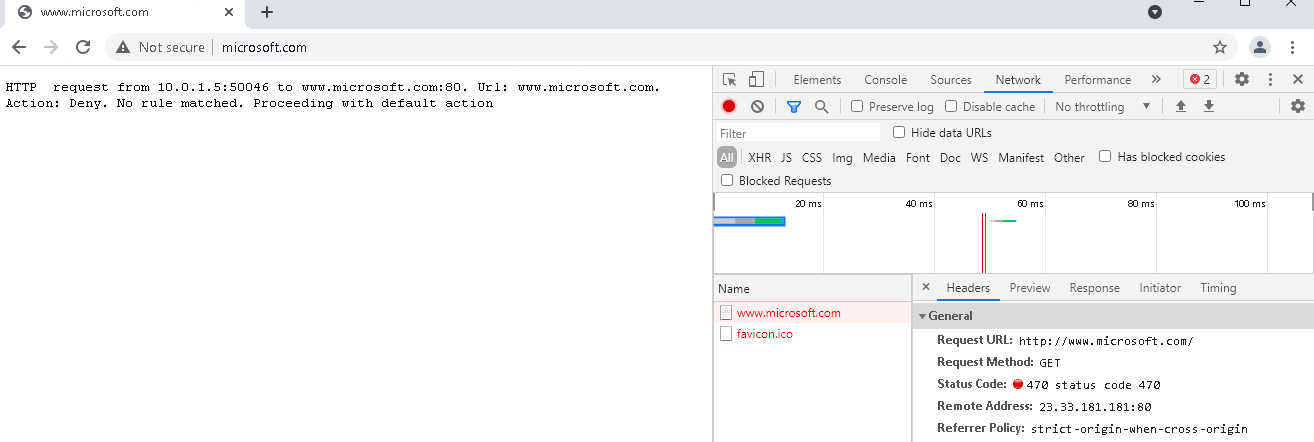 www.microsoft.com
Not secure microsoft.com
HTTP  request from 10.0.1.5:50046 to www.microsoft.com:80. Url: www.microsoft.com.
Action: Deny. No rule matched. Proceeding with default action
Elements Console Sources Network Performance » 2
Preserve log Disable cache No throttling
Filter Hide data URLs
All XHR JS CSS Img Media Font Doc WS Manifest Other Has blocked cookies
Blocked Requests
20 ms 40 ms 60 ms 80 ms 100 ms
Name
www.microsoft.com
favicon.ico
Headers Preview Response Initiator Timing
General
Request URL: http://www.microsoft.com/
Request Method: GET
Status Code: 470 status code 470
Remote Address: 23.33.181.181:80
Referrer Policy: strict-origin-when-cross-origin